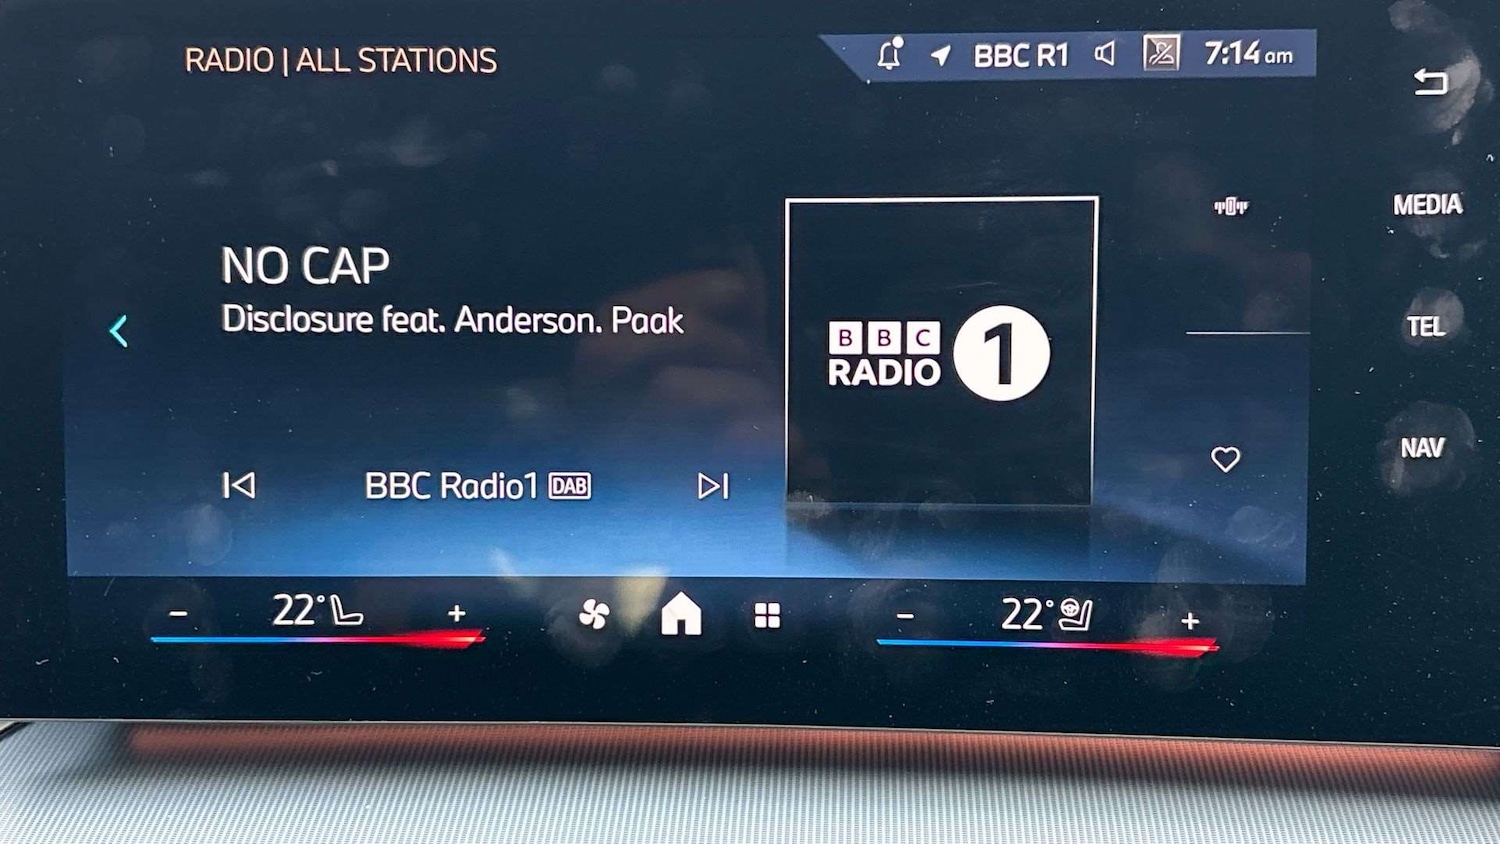 RADIO | ALL STATIONS
BBC R1
7:14 am
NO CAP
Disclosure feat. Anderson. Paak
BBC Radio1 DAB
BBC
RADIO 1
MEDIA
TEL
NAV
− 22° +
− 22° +